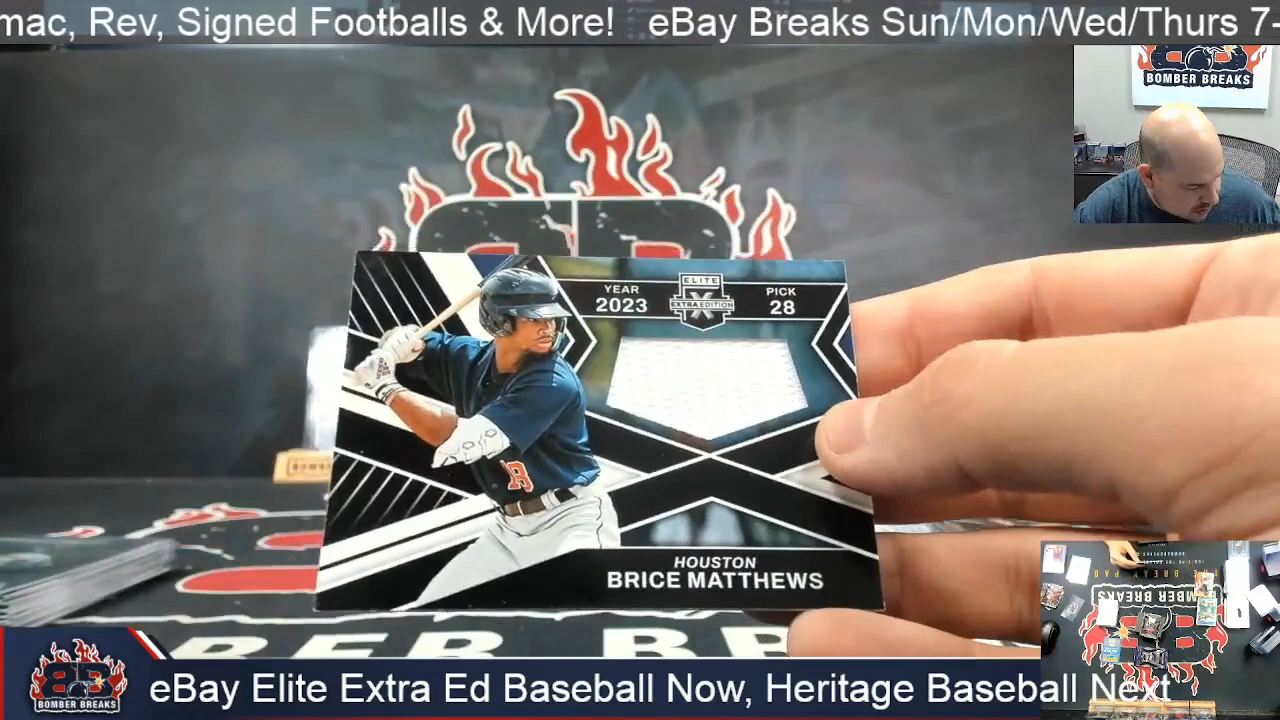 mac, Rev, Signed Footballs & More! eBay Breaks Sun/Mon/Wed/Thurs 7-
BOMBER BREAKS
YEAR
2023
ELITE
EXTRA EDITION
X
PICK
28
HOUSTON
BRICE MATTHEWS
BOMBER BREAKS
BOMBER BREAKS
eBay Elite Extra Ed Baseball Now, Heritage Baseball Next